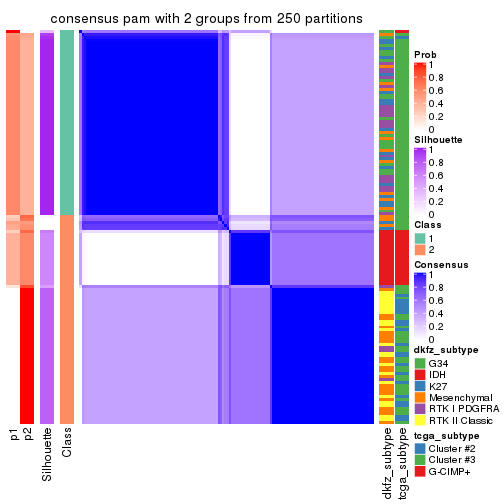 consensus pam with 2 groups from 250 partitions
Prob
1
0.8
0.6
0.4
0.2
0
Silhouette
1
0.8
0.6
0.4
0.2
0
Class
1
2
Consensus
1
0.8
0.6
0.4
0.2
0
dkfz_subtype
G34
IDH
K27
Mesenchymal
RTK I PDGFRA
RTK II Classic
tcga_subtype
Cluster #2
Cluster #3
G-CIMP+
p1
p2
Silhouette
Class
dkfz_subtype
tcga_subtype